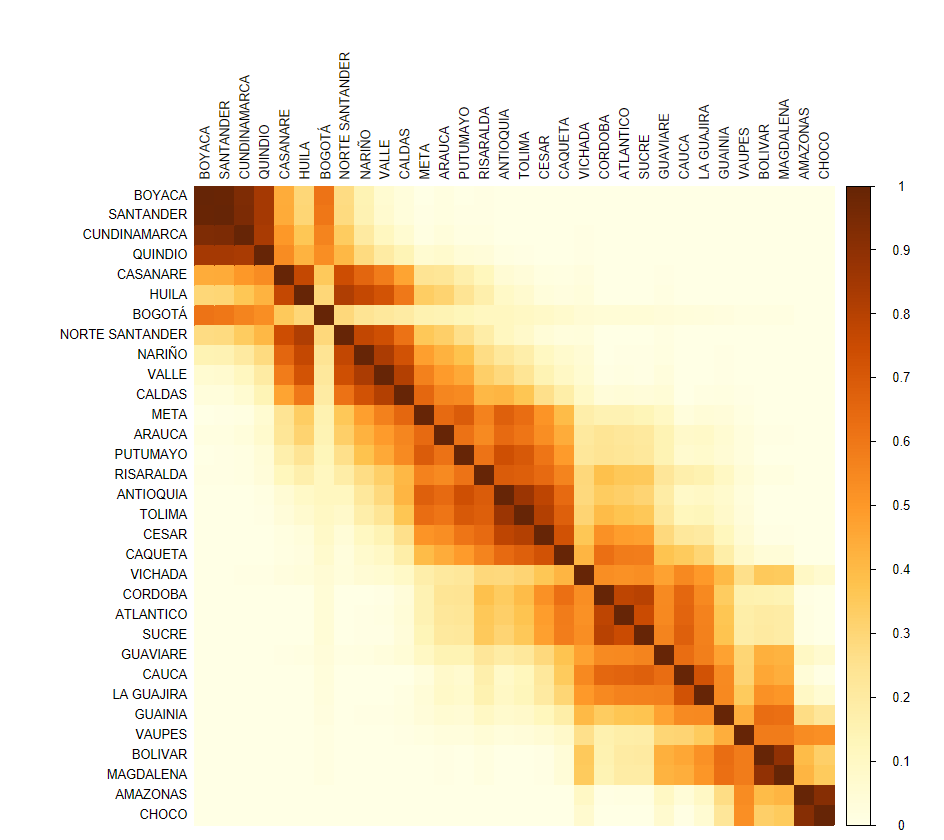 BOYACA
SANTANDER
CUNDINAMARCA
QUINDIO
CASANARE
HUILA
BOGOTÁ
NORTE SANTANDER
NARIÑO
VALLE
CALDAS
META
ARAUCA
PUTUMAYO
RISARALDA
ANTIOQUIA
TOLIMA
CESAR
CAQUETA
VICHADA
CORDOBA
ATLANTICO
SUCRE
GUAVIARE
CAUCA
LA GUAJIRA
GUAINIA
VAUPES
BOLIVAR
MAGDALENA
AMAZONAS
CHOCO
BOYACA
SANTANDER
CUNDINAMARCA
QUINDIO
CASANARE
HUILA
BOGOTÁ
NORTE SANTANDER
NARIÑO
VALLE
CALDAS
META
ARAUCA
PUTUMAYO
RISARALDA
ANTIOQUIA
TOLIMA
CESAR
CAQUETA
VICHADA
CORDOBA
ATLANTICO
SUCRE
GUAVIARE
CAUCA
LA GUAJIRA
GUAINIA
VAUPES
BOLIVAR
MAGDALENA
AMAZONAS
CHOCO
1
0.9
0.8
0.7
0.6
0.5
0.4
0.3
0.2
0.1
0